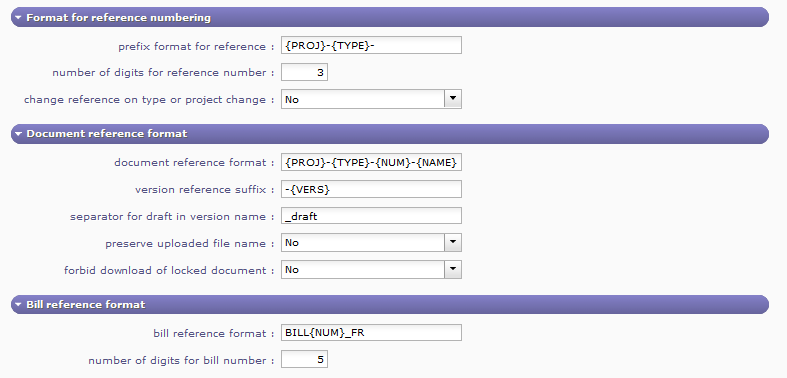 Format for reference numbering
prefix format for reference : {PROJ}-{TYPE}-
number of digits for reference number : 3
change reference on type or project change : No
Document reference format
document reference format : {PROJ}-{TYPE}-{NUM}-{NAME}
version reference suffix : -{VERS}
separator for draft in version name : _draft
preserve uploaded file name : No
forbid download of locked document : No
Bill reference format
bill reference format : BILL{NUM}_FR
number of digits for bill number : 5